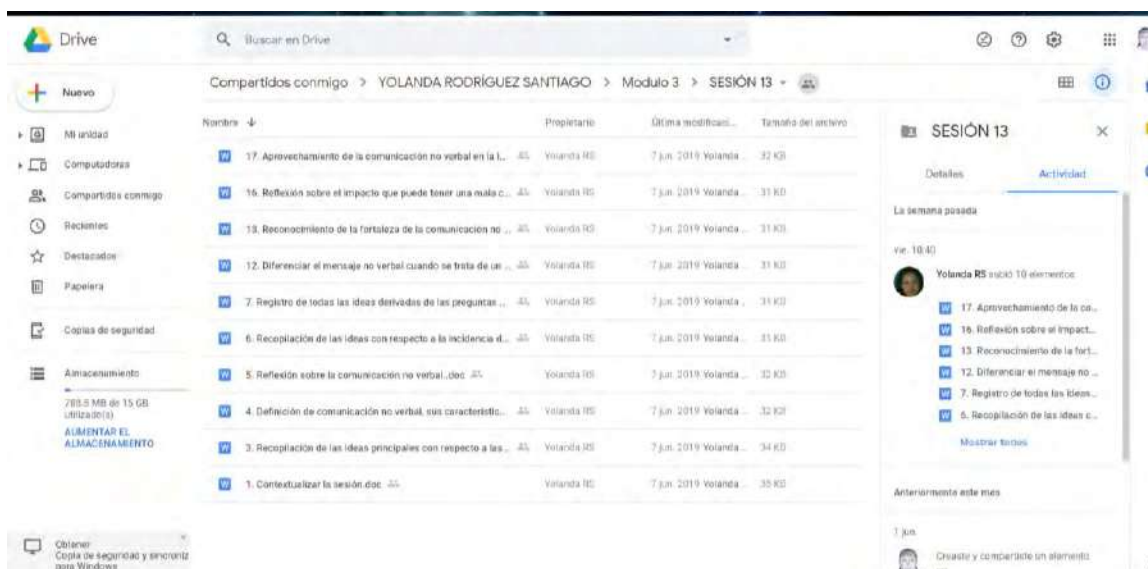 Drive
Buscar en Drive
Nuevo
Mi unidad
Computadoras
Compartidos conmigo
Recientes
Destacados
Papelera
Copias de seguridad
Almacenamiento
788.5 MB de 15 GB
utilizado(s)
AUMENTAR EL
ALMACENAMIENTO
Obtener
Copia de seguridad y sincroniz
para Windows
Compartidos conmigo > YOLANDA RODRÍGUEZ SANTIAGO > Modulo 3 > SESIÓN 13
Nombre Propietario Última modificaci... Tamaño del archivo
17. Aprovechamiento de la comunicación no verbal en la l... Yolanda RS 7 jun. 2019 Yolanda ... 32 KB
16. Reflexión sobre el impacto que puede tener una mala c... Yolanda RS 7 jun. 2019 Yolanda ... 31 KB
13. Reconocimiento de la fortaleza de la comunicación no ... Yolanda RS 7 jun. 2019 Yolanda ... 31 KB
12. Diferenciar el mensaje no verbal cuando se trata de un ... Yolanda RS 7 jun. 2019 Yolanda ... 31 KB
7. Registro de todas las ideas derivadas de las preguntas ... Yolanda RS 7 jun. 2019 Yolanda ... 31 KB
6. Recopilación de las ideas con respecto a la incidencia d... Yolanda RS 7 jun. 2019 Yolanda ... 31 KB
5. Reflexión sobre la comunicación no verbal..doc Yolanda RS 7 jun. 2019 Yolanda ... 32 KB
4. Definición de comunicación no verbal, sus característic... Yolanda RS 7 jun. 2019 Yolanda ... 32 KB
3. Recopilación de las ideas principales con respecto a las ... Yolanda RS 7 jun. 2019 Yolanda ... 34 KB
1. Contextualizar la sesión.doc Yolanda RS 7 jun. 2019 Yolanda ... 35 KB
SESIÓN 13
Detalles Actividad
La semana pasada
vie. 10:40
Yolanda RS subió 10 elementos
17. Aprovechamiento de la co...
16. Reflexión sobre el impact...
13. Reconocimiento de la fort...
12. Diferenciar el mensaje no ...
7. Registro de todas las ideas...
6. Recopilación de las ideas c...
Mostrar todos
Anteriormente este mes
1 jun.
Creaste y compartiste un elemento